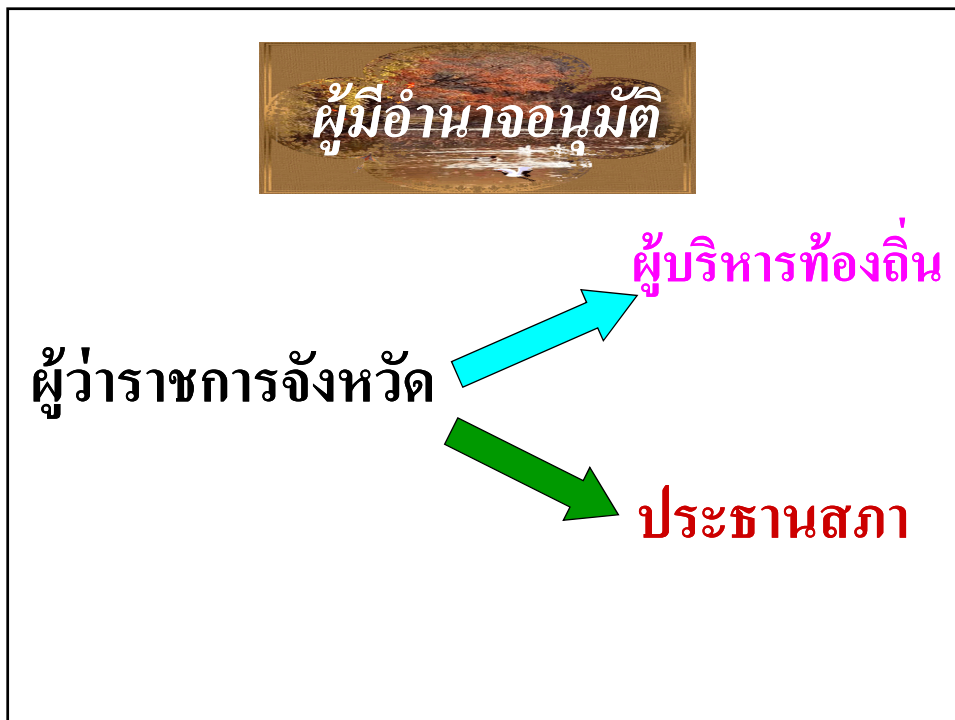 ผู้มีอำนาจอนุมัติ
ผู้บริหารท้องถิ่น
ผู้ว่าราชการจังหวัด
ประธานสภา